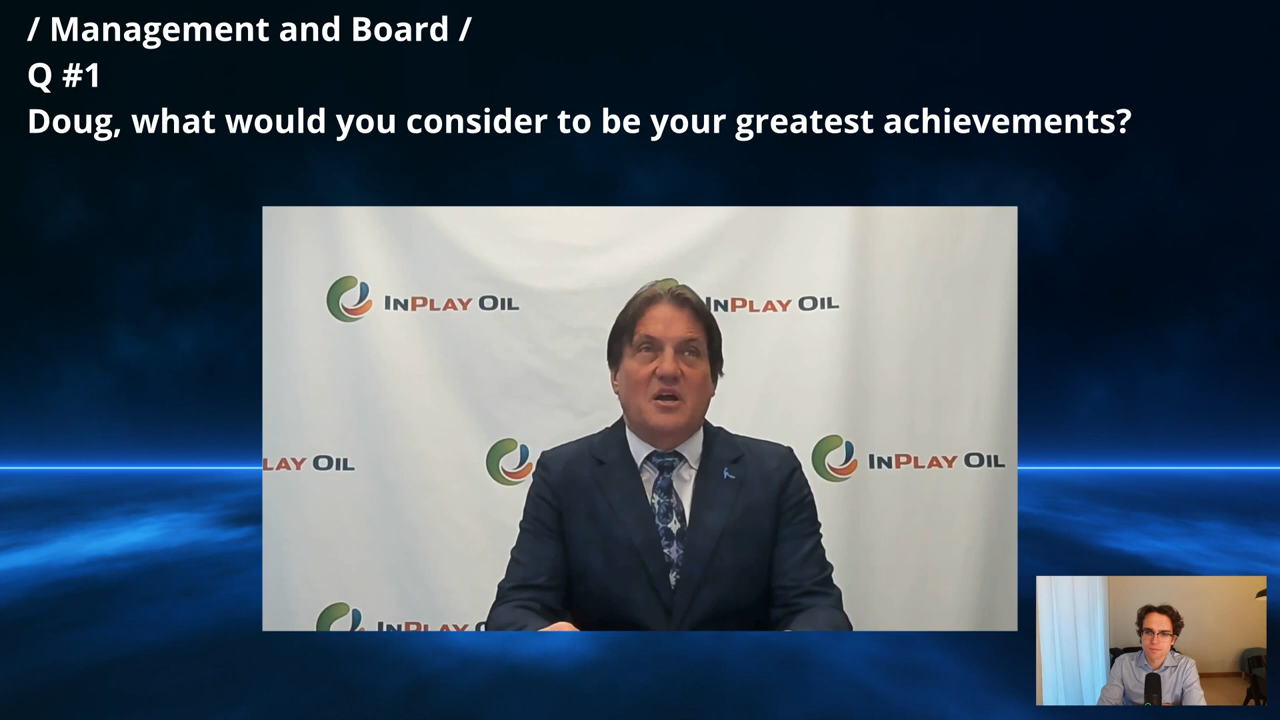 / Management and Board /
Q #1
Doug, what would you consider to be your greatest achievements?
INPLAY OIL
INPLAY OIL
LAY OIL
INPLAY OIL
INPLAY